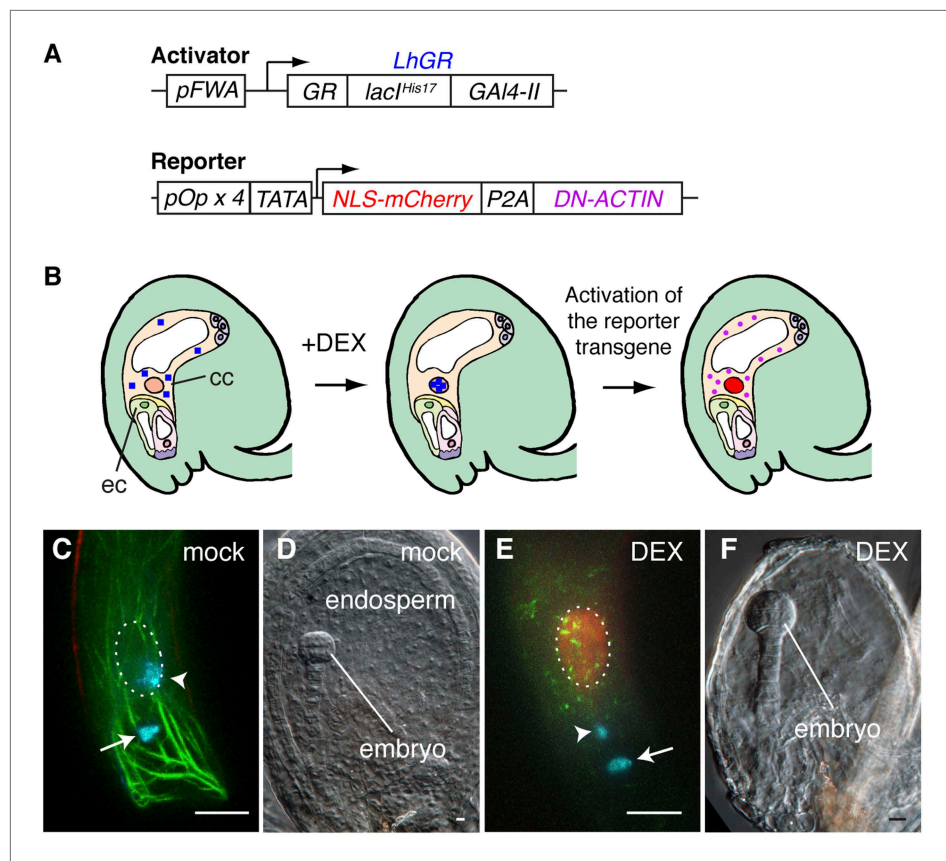 A
Activator
LhGR
pFWA GR lacI^His17 GAl4-II
Reporter
pOp x 4 TATA NLS-mCherry P2A DN-ACTIN
B
+DEX
Activation of
the reporter
transgene
cc
ec
C mock
D mock
endosperm
embryo
E DEX
F DEX
embryo